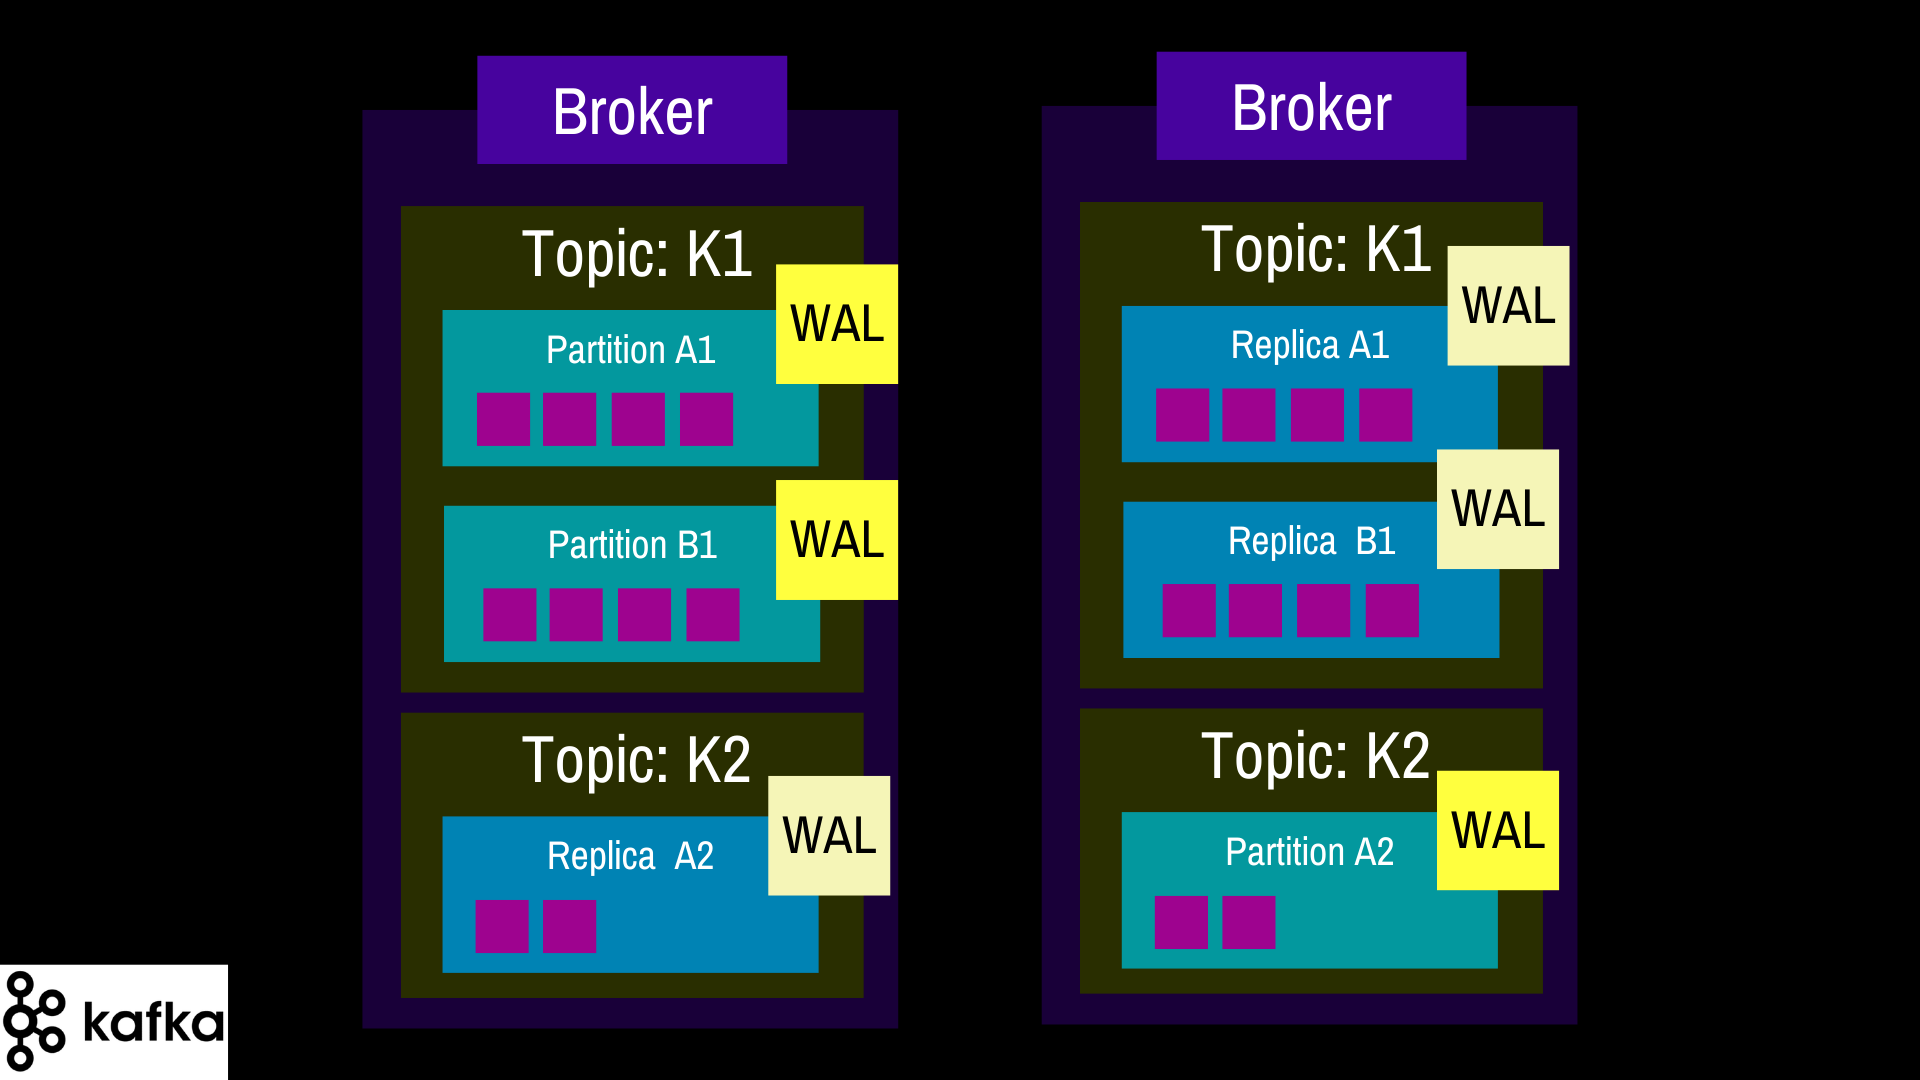 Broker
Topic: K1
WAL
Partition A1
WAL
Partition B1
Topic: K2
WAL
Replica A2
Broker
Topic: K1
WAL
Replica A1
WAL
Replica B1
Topic: K2
WAL
Partition A2
kafka